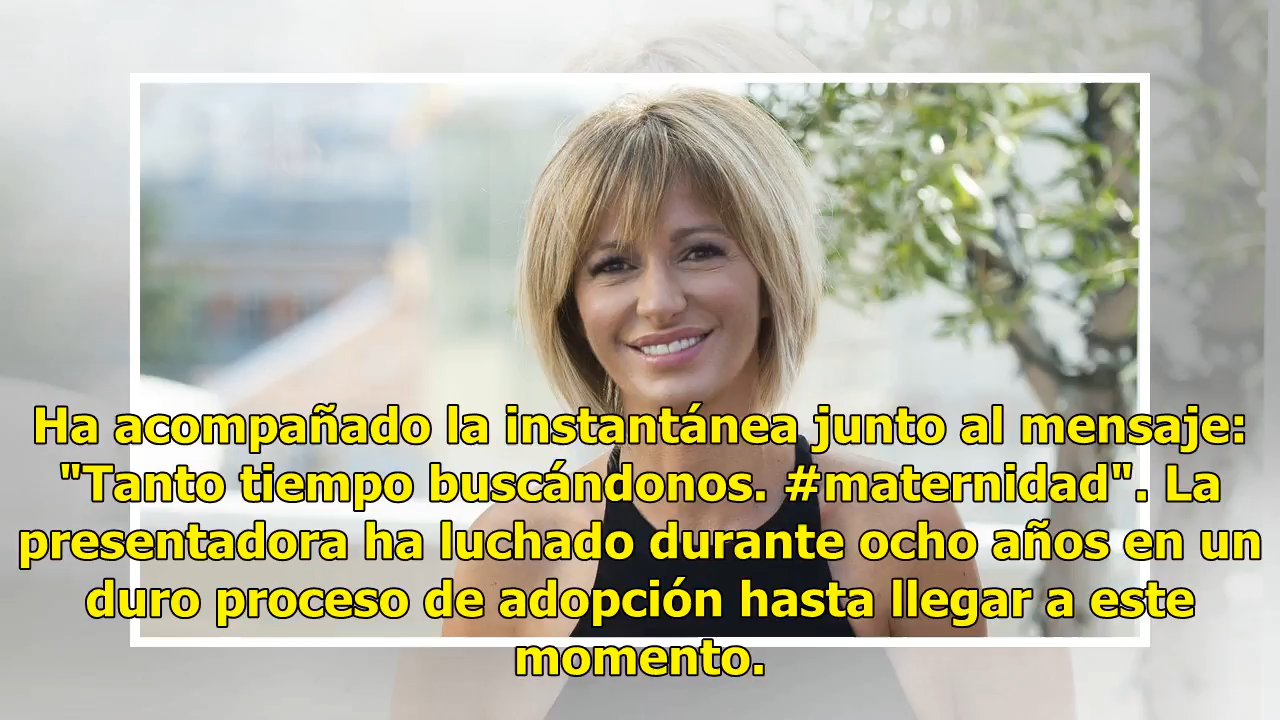 Ha acompañado la instantánea junto al mensaje:
"Tanto tiempo buscándonos. #maternidad". La
presentadora ha luchado durante ocho años en un
duro proceso de adopción hasta llegar a este
momento.